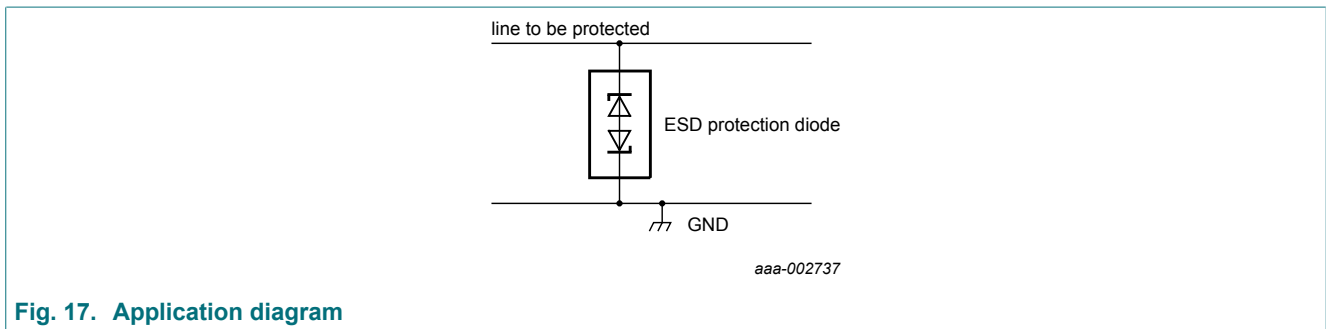 line to be protected
ESD protection diode
GND
aaa-002737
Fig. 17. Application diagram